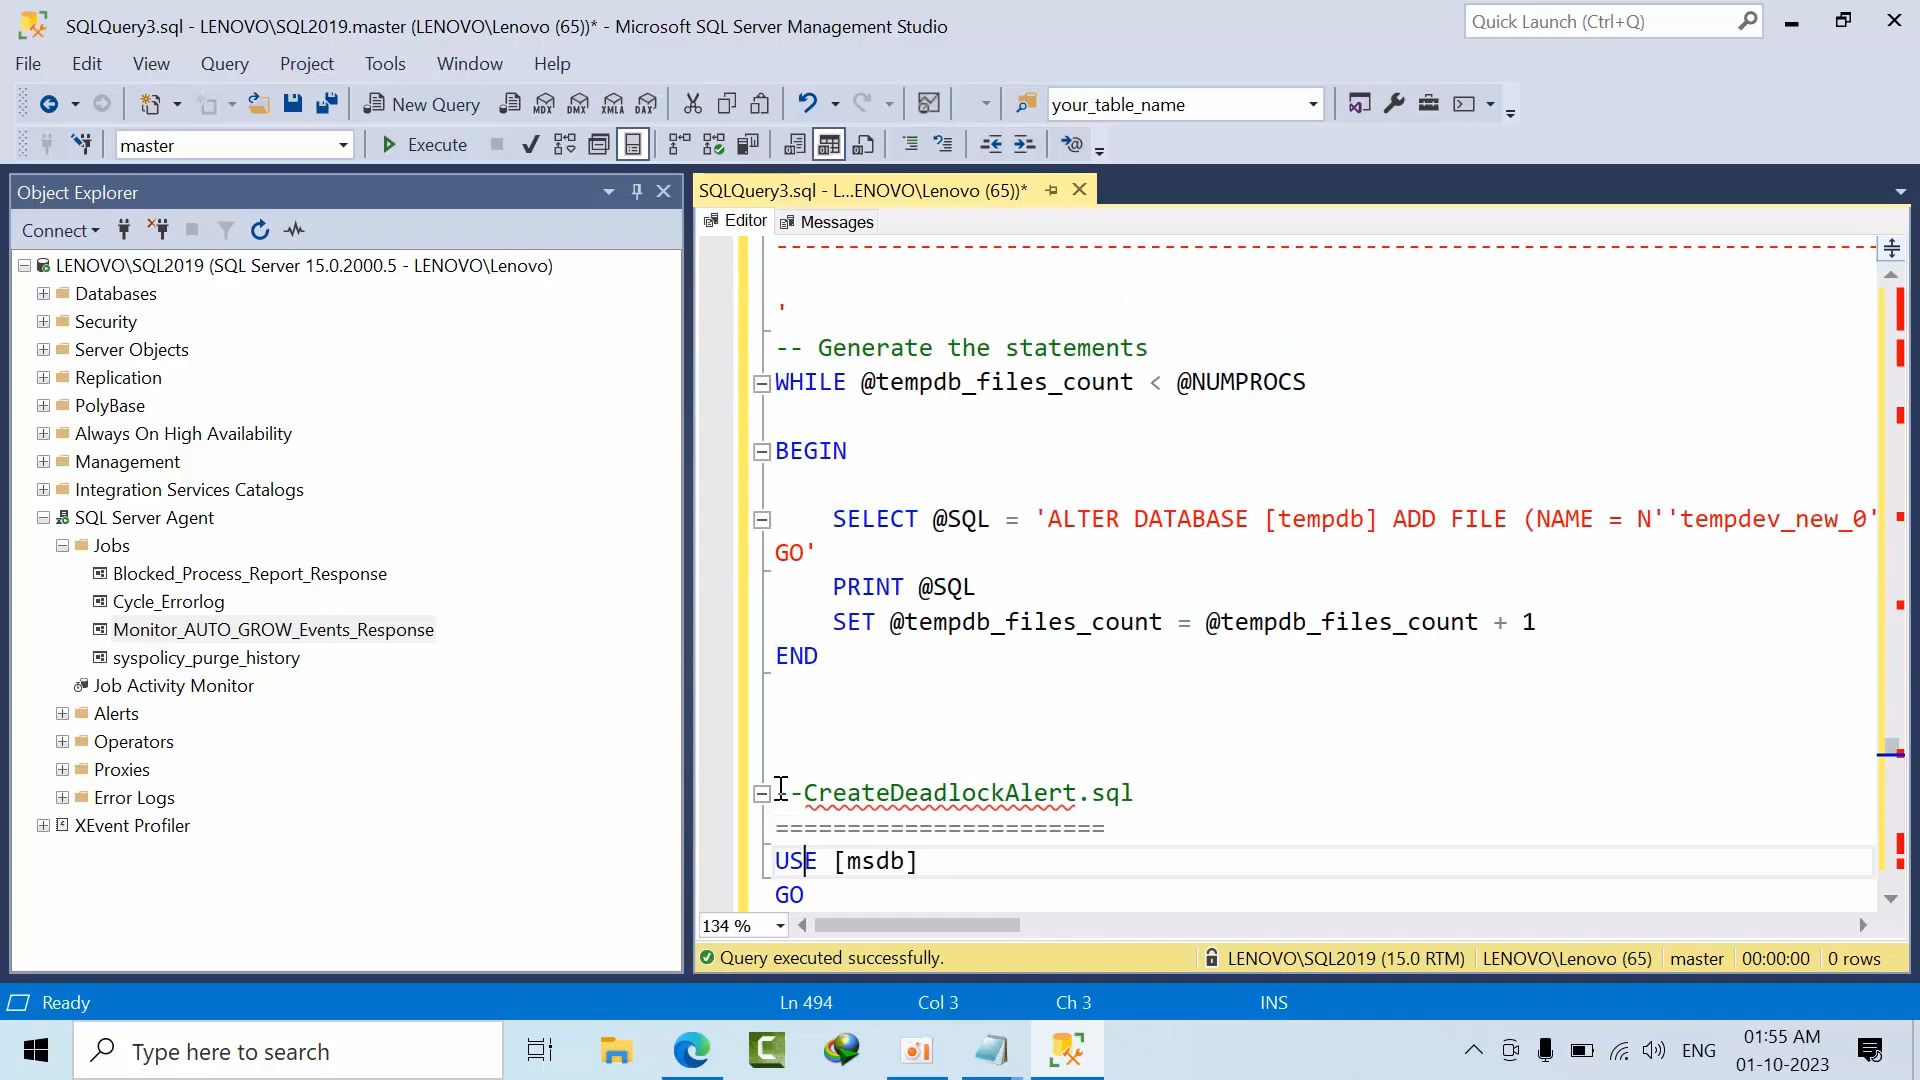 SQLQuery3.sql - LENOVO\SQL2019.master (LENOVO\Lenovo (65))* - Microsoft SQL Server Management Studio
Quick Launch (Ctrl+Q)
File Edit View Query Project Tools Window Help
New Query MDX DMX XMLA DAX your_table_name
master Execute
Object Explorer
Connect
LENOVO\SQL2019 (SQL Server 15.0.2000.5 - LENOVO\Lenovo)
Databases
Security
Server Objects
Replication
PolyBase
Always On High Availability
Management
Integration Services Catalogs
SQL Server Agent
Jobs
Blocked_Process_Report_Response
Cycle_Errorlog
Monitor_AUTO_GROW_Events_Response
syspolicy_purge_history
Job Activity Monitor
Alerts
Operators
Proxies
Error Logs
XEvent Profiler
SQLQuery3.sql - L...ENOVO\Lenovo (65))*
Editor Messages
'
-- Generate the statements
WHILE @tempdb_files_count < @NUMPROCS
BEGIN
SELECT @SQL = 'ALTER DATABASE [tempdb] ADD FILE (NAME = N''tempdev_new_0'
GO'
PRINT @SQL
SET @tempdb_files_count = @tempdb_files_count + 1
END
--CreateDeadlockAlert.sql
=======================
USE [msdb]
GO
134 %
Query executed successfully. LENOVO\SQL2019 (15.0 RTM) LENOVO\Lenovo (65) master 00:00:00 0 rows
Ready Ln 494 Col 3 Ch 3 INS
Type here to search
ENG
01:55 AM
01-10-2023